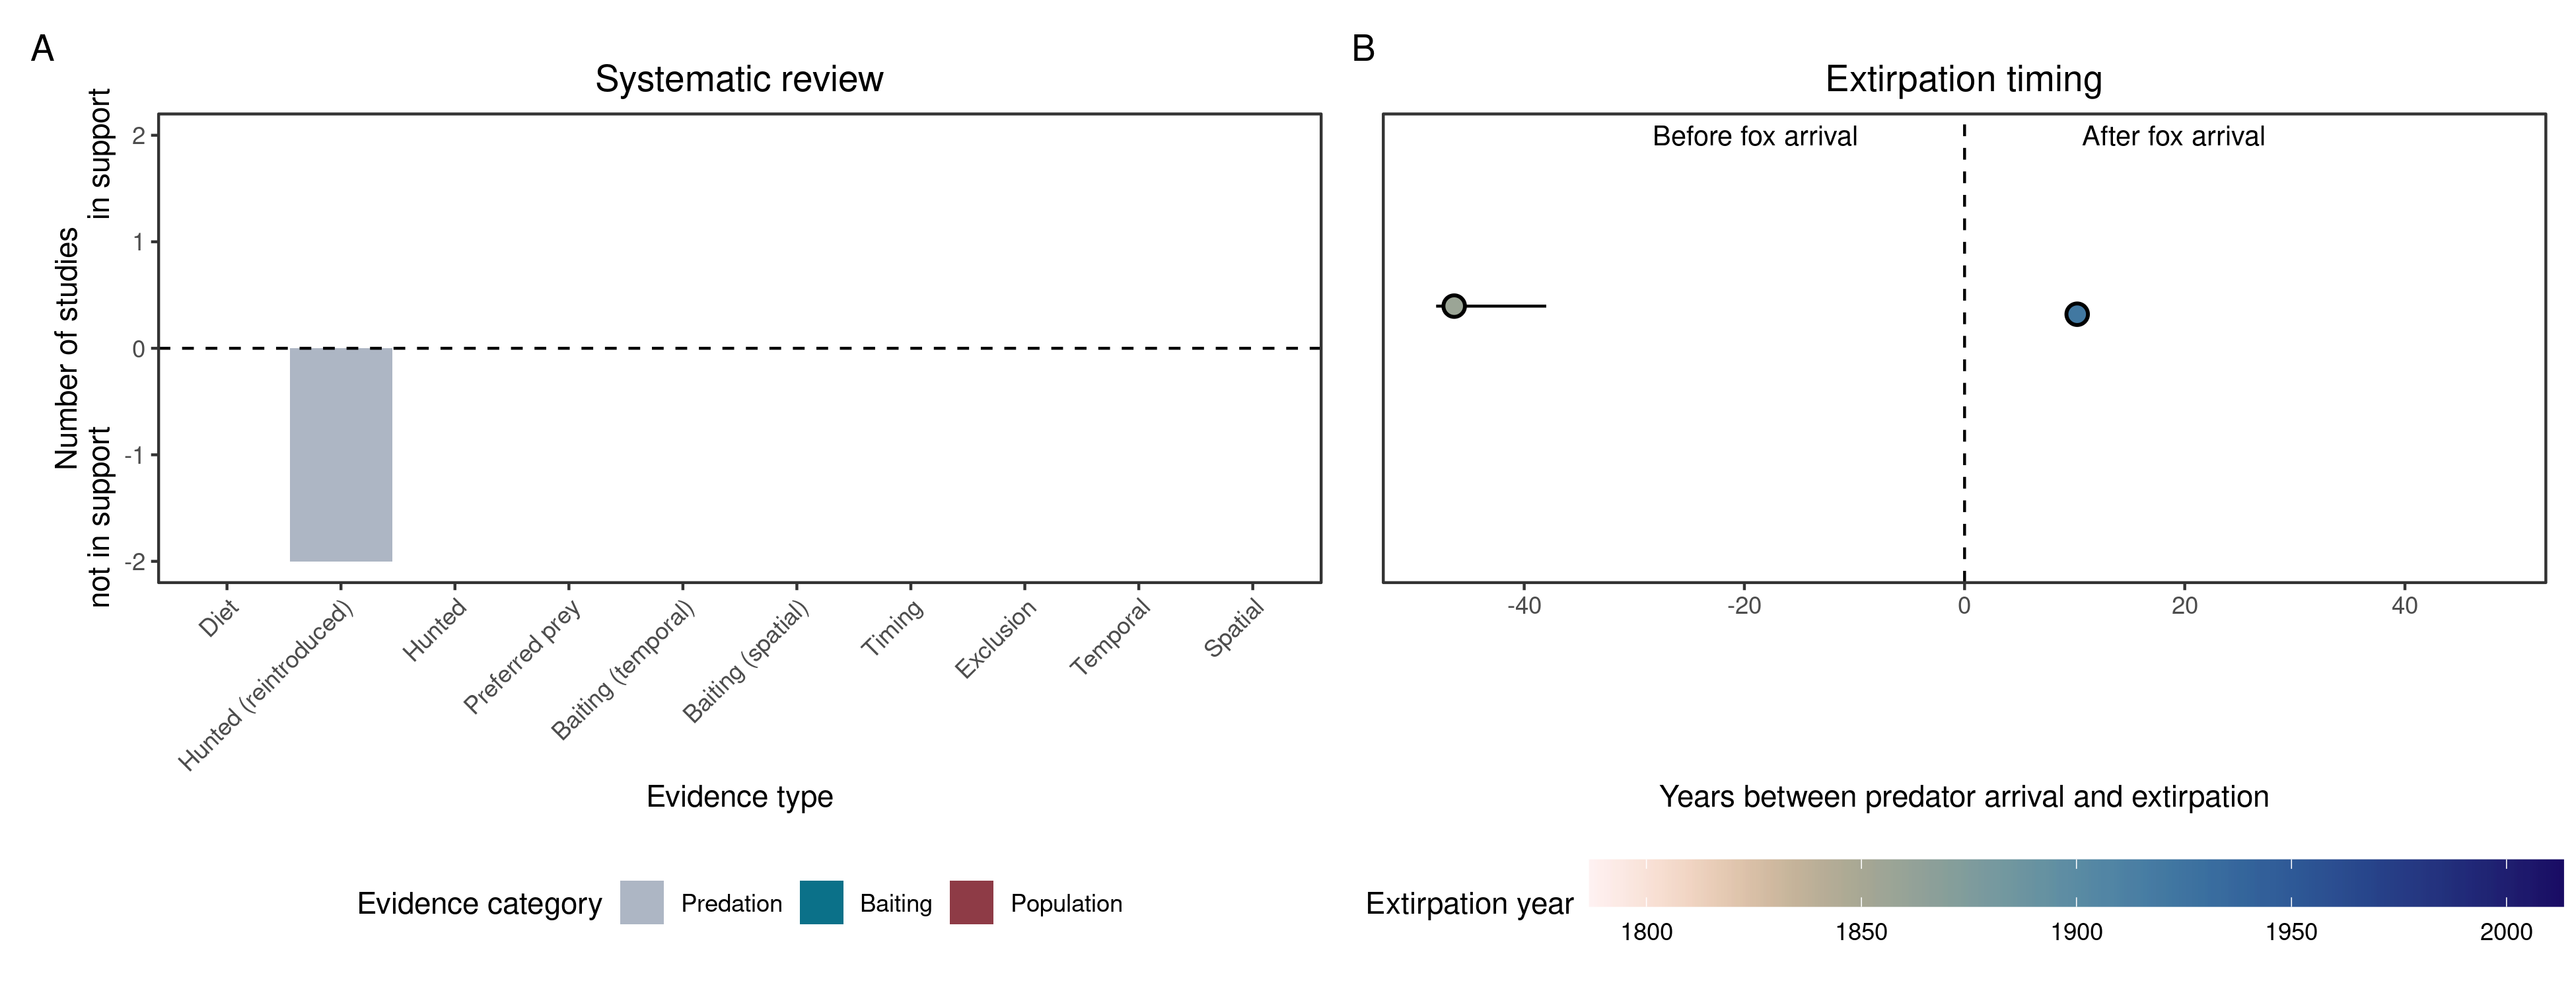 A
Systematic review
Number of studies
not in support
in support
2
1
0
-1
-2
Diet
Hunted (reintroduced)
Hunted
Preferred prey
Baiting (temporal)
Baiting (spatial)
Timing
Exclusion
Temporal
Spatial
Evidence type
Evidence category
Predation
Baiting
Population
B
Extirpation timing
Before fox arrival
After fox arrival
-40
-20
0
20
40
Years between predator arrival and extirpation
Extirpation year
1800
1850
1900
1950
2000